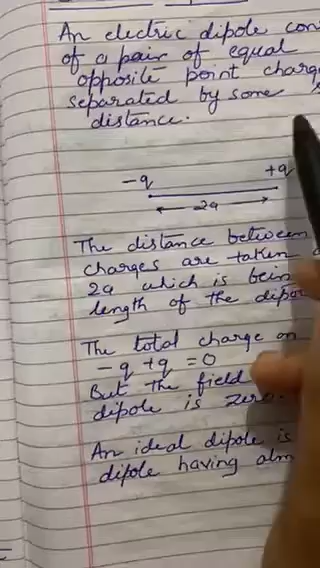 An electric dipole con
of a pair of equal
opposite point charge
separated by some s
distance.
-q +q
2a
The distance between
charges are taken
2a which is bein
length of the dipo
The total charge on
-q +q = 0
But the field
dipole is zero.
An ideal dipole is
dipole having alm